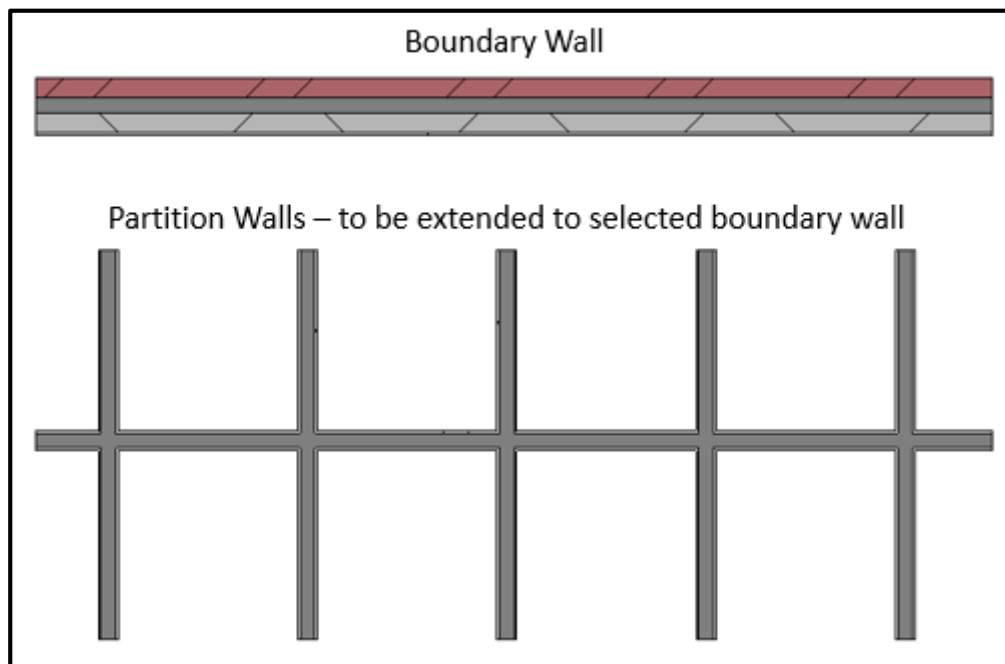 Boundary Wall
Partition Walls – to be extended to selected boundary wall